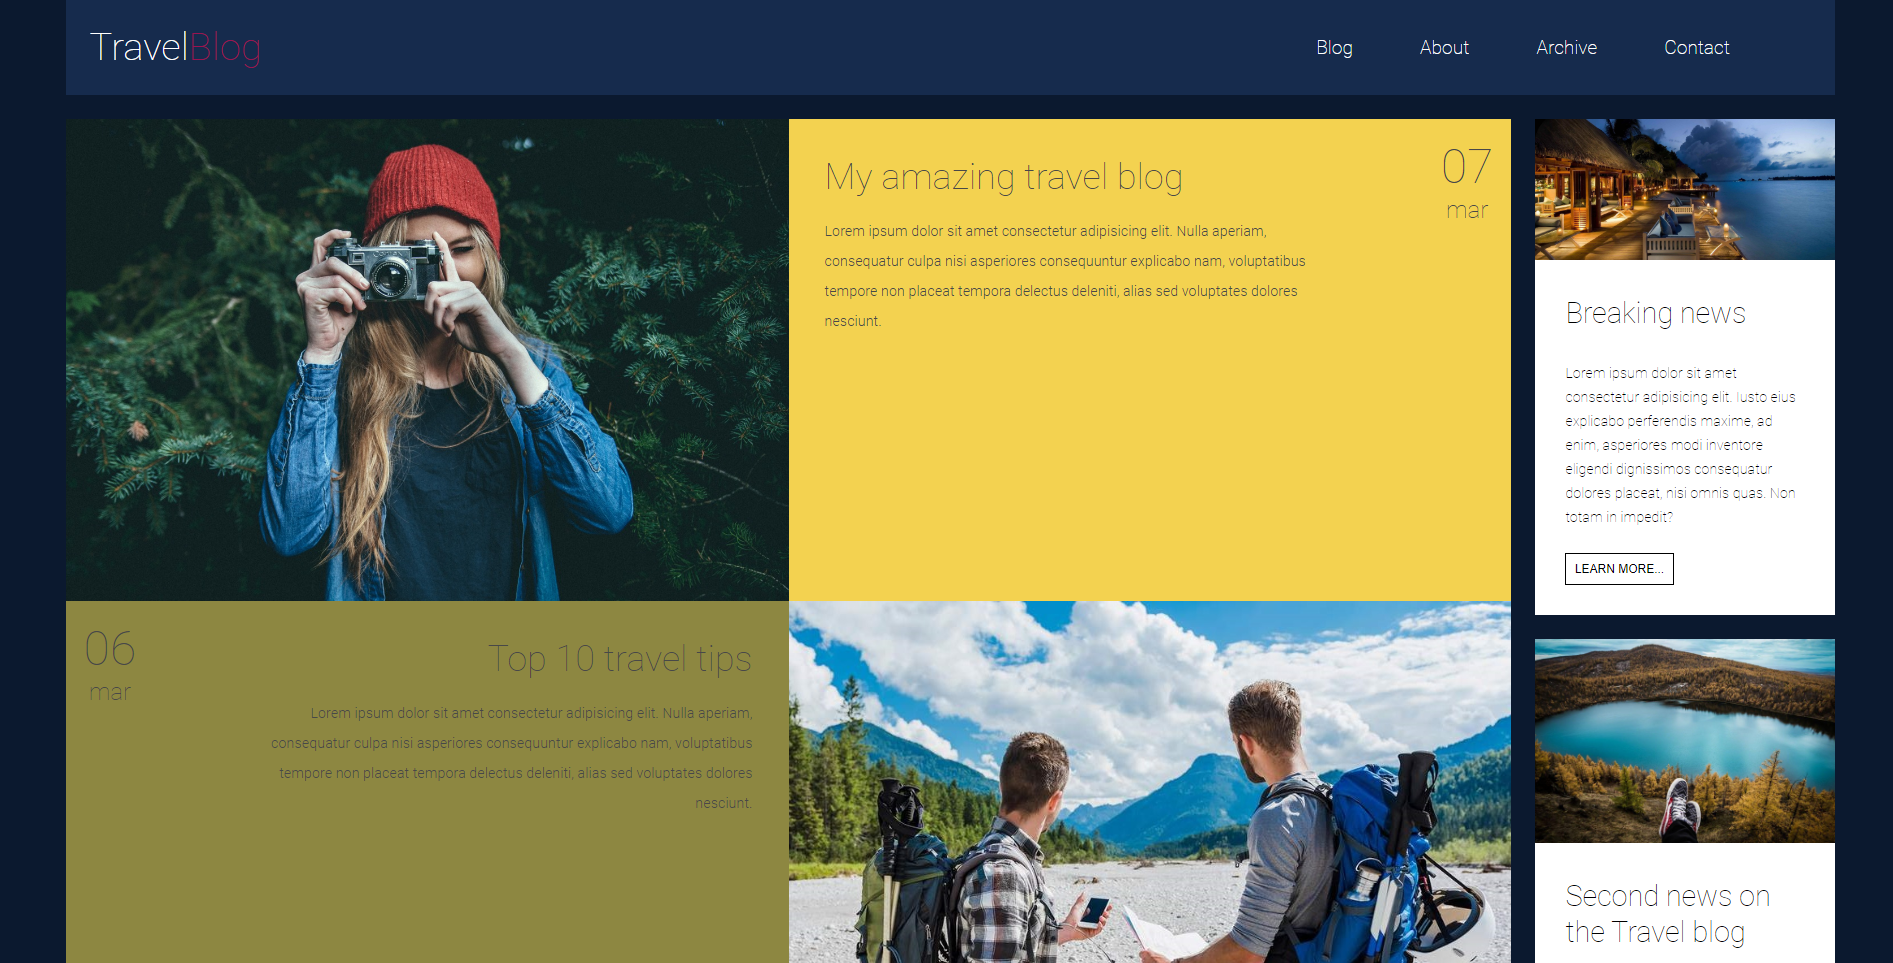 TravelBlog
Blog
About
Archive
Contact
My amazing travel blog
07
mar
Lorem ipsum dolor sit amet consectetur adipisicing elit. Nulla aperiam,
consequatur culpa nisi asperiores consequuntur explicabo nam, voluptatibus
tempore non placeat tempora delectus deleniti, alias sed voluptates dolores
nesciunt.
06
mar
Top 10 travel tips
Lorem ipsum dolor sit amet consectetur adipisicing elit. Nulla aperiam,
consequatur culpa nisi asperiores consequuntur explicabo nam, voluptatibus
tempore non placeat tempora delectus deleniti, alias sed voluptates dolores
nesciunt.
Breaking news
Lorem ipsum dolor sit amet
consectetur adipisicing elit. Iusto eius
explicabo perferendis maxime, ad
enim, asperiores modi inventore
eligendi dignissimos consequatur
dolores placeat, nisi omnis quas. Non
totam in impedit?
LEARN MORE...
Second news on
the Travel blog